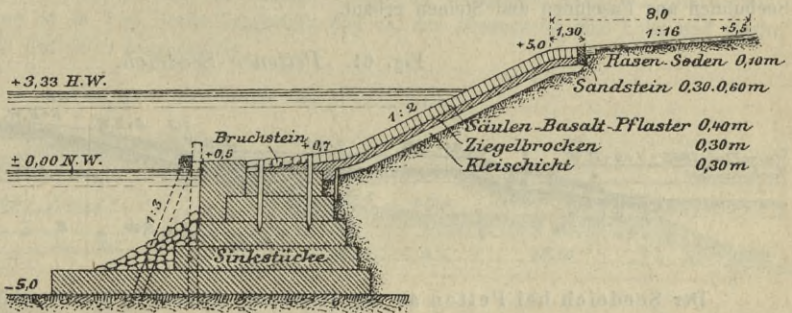 8,0
1,30
1:16
+5,5
+5,0
Rasen-Soden 0,10m
+3,33 H.W.
Sandstein 0,30.0,60m
1:2
Säulen-Basalt-Pflaster 0,40m
Bruchstein
+0,7
+0,6
Ziegelbrocken 0,30m
± 0,00 N.W.
Kleischicht 0,30m
1:3
Sinkstücke
-5,0